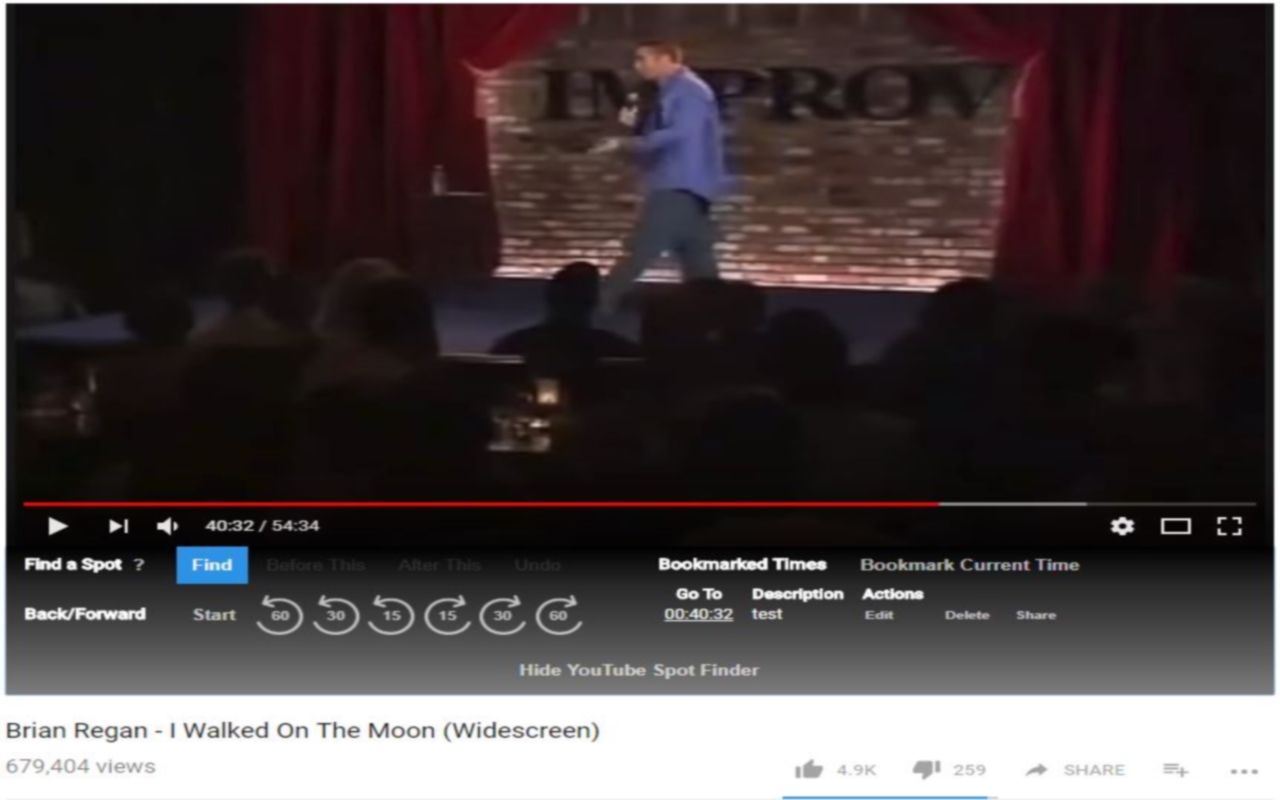 IMPROV
40:32 / 54:34
Find a Spot ? Find Before This After This Undo
Bookmarked Times Bookmark Current Time
Go To Description Actions
Back/Forward Start 60 30 15 15 30 60
00:40:32 test Edit Delete Share
Hide YouTube Spot Finder
Brian Regan - I Walked On The Moon (Widescreen)
679,404 views
4.9K 259 SHARE